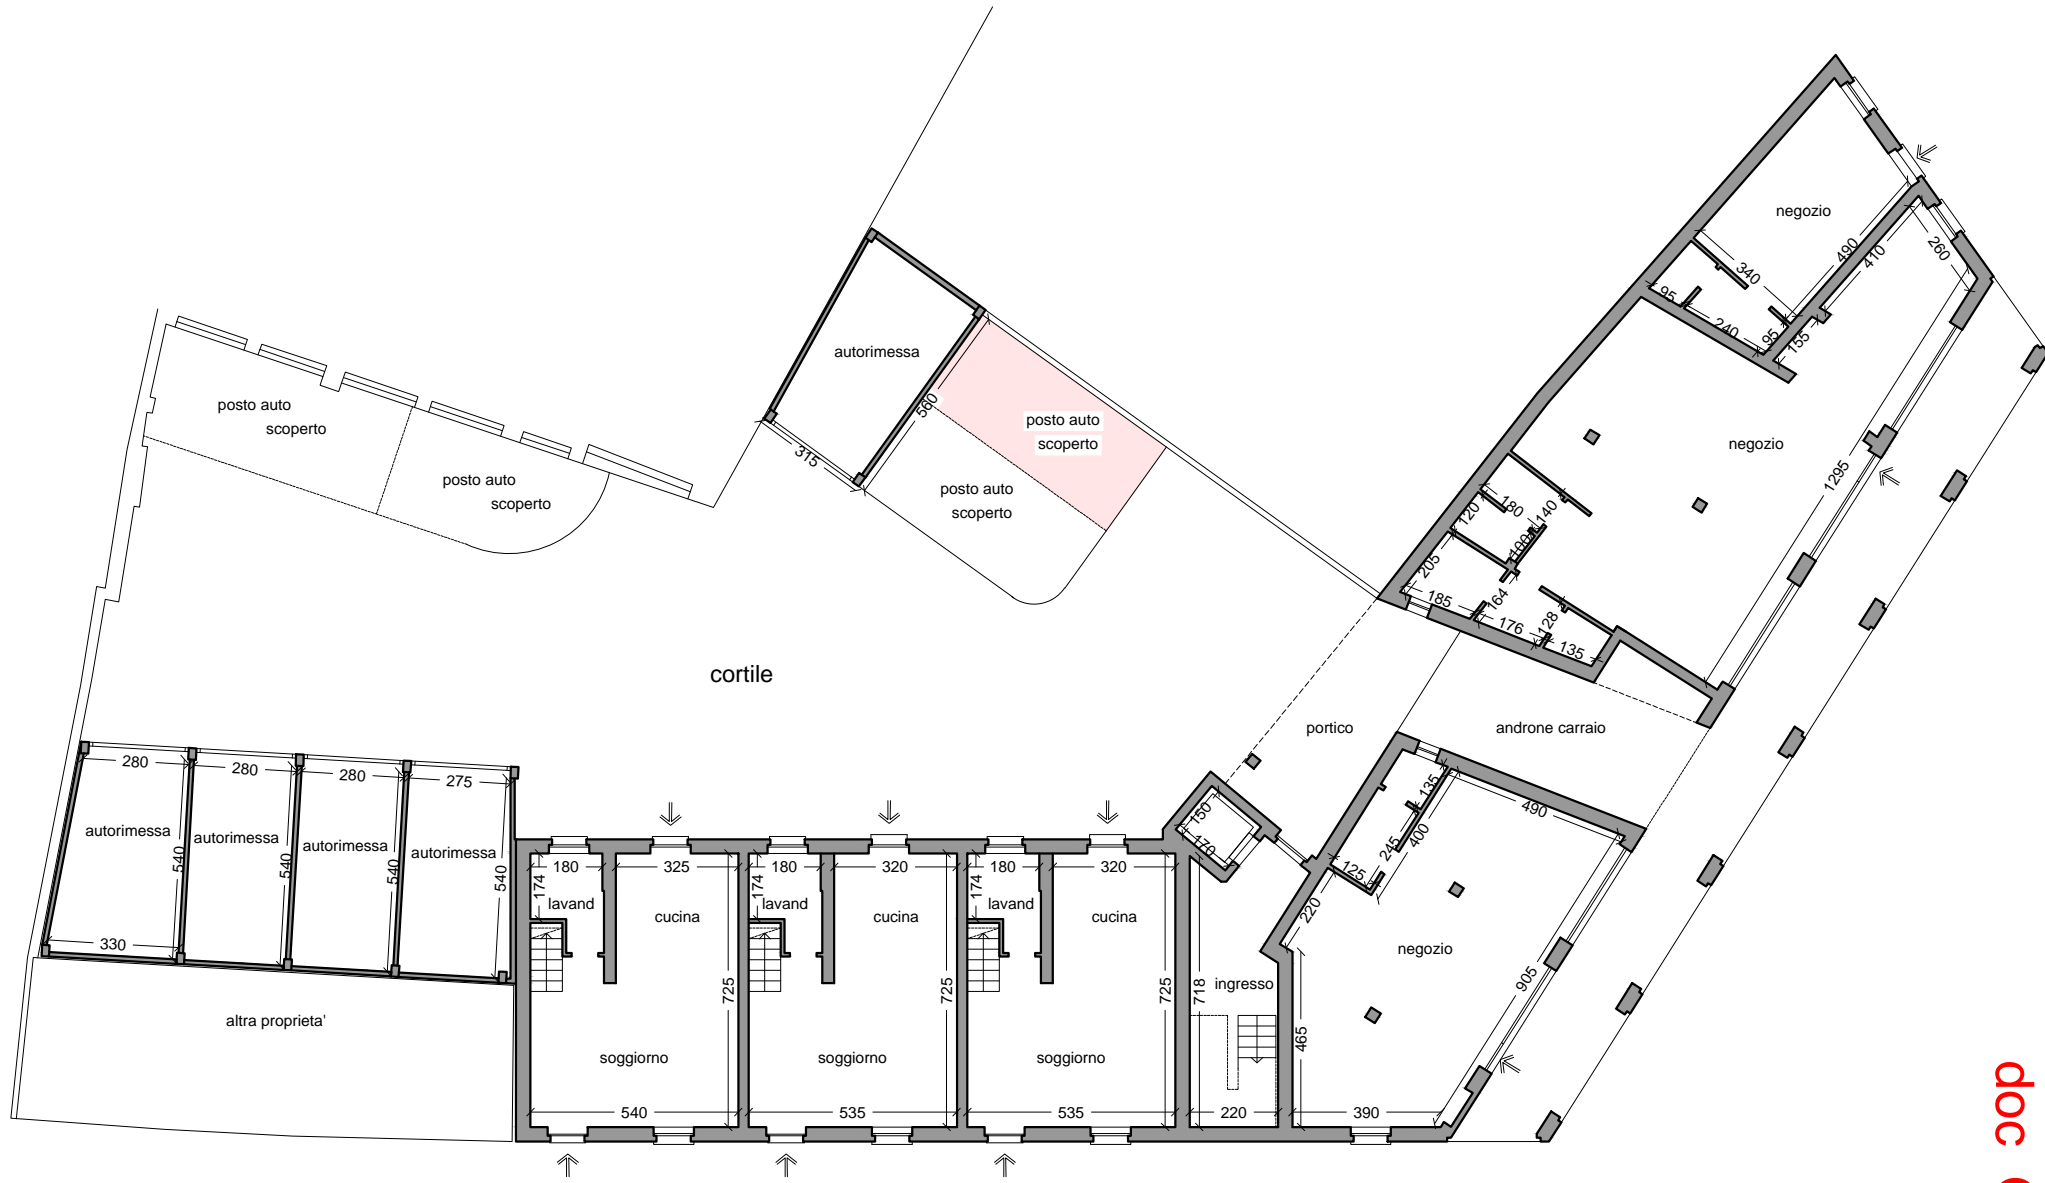 negozio
490
410
260
340
95
240
95
155
autorimessa
560
315
posto auto
scoperto
posto auto
scoperto
posto auto
scoperto
posto auto
scoperto
negozio
1295
180
140
120
100
205
185
164
176
128
135
cortile
portico
androne carraio
280
280
280
275
autorimessa
autorimessa
autorimessa
autorimessa
540
540
540
540
330
altra proprieta'
180
325
180
320
180
320
174
174
174
lavand
cucina
lavand
cucina
lavand
cucina
725
725
725
soggiorno
soggiorno
soggiorno
540
535
535
150
170
718
ingresso
220
135
490
245
400
125
220
negozio
905
465
390
doc